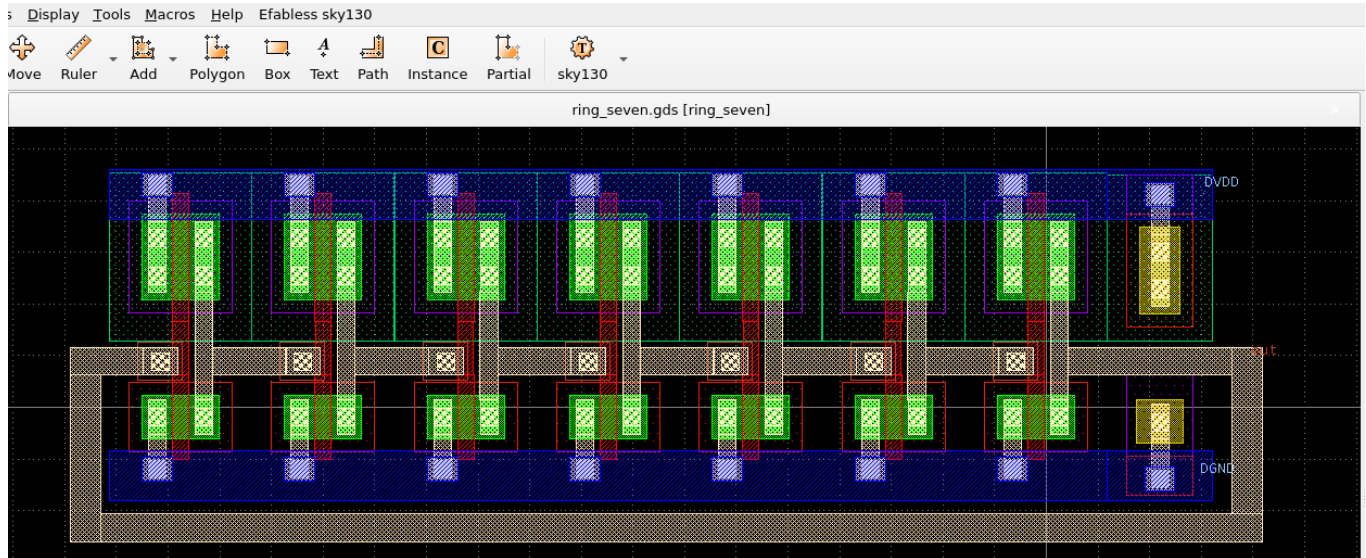 Display Tools Macros Help Efabless sky130
Move Ruler Add Polygon Box Text Path Instance Partial sky130
ring_seven.gds [ring_seven]
DVDD
DGND